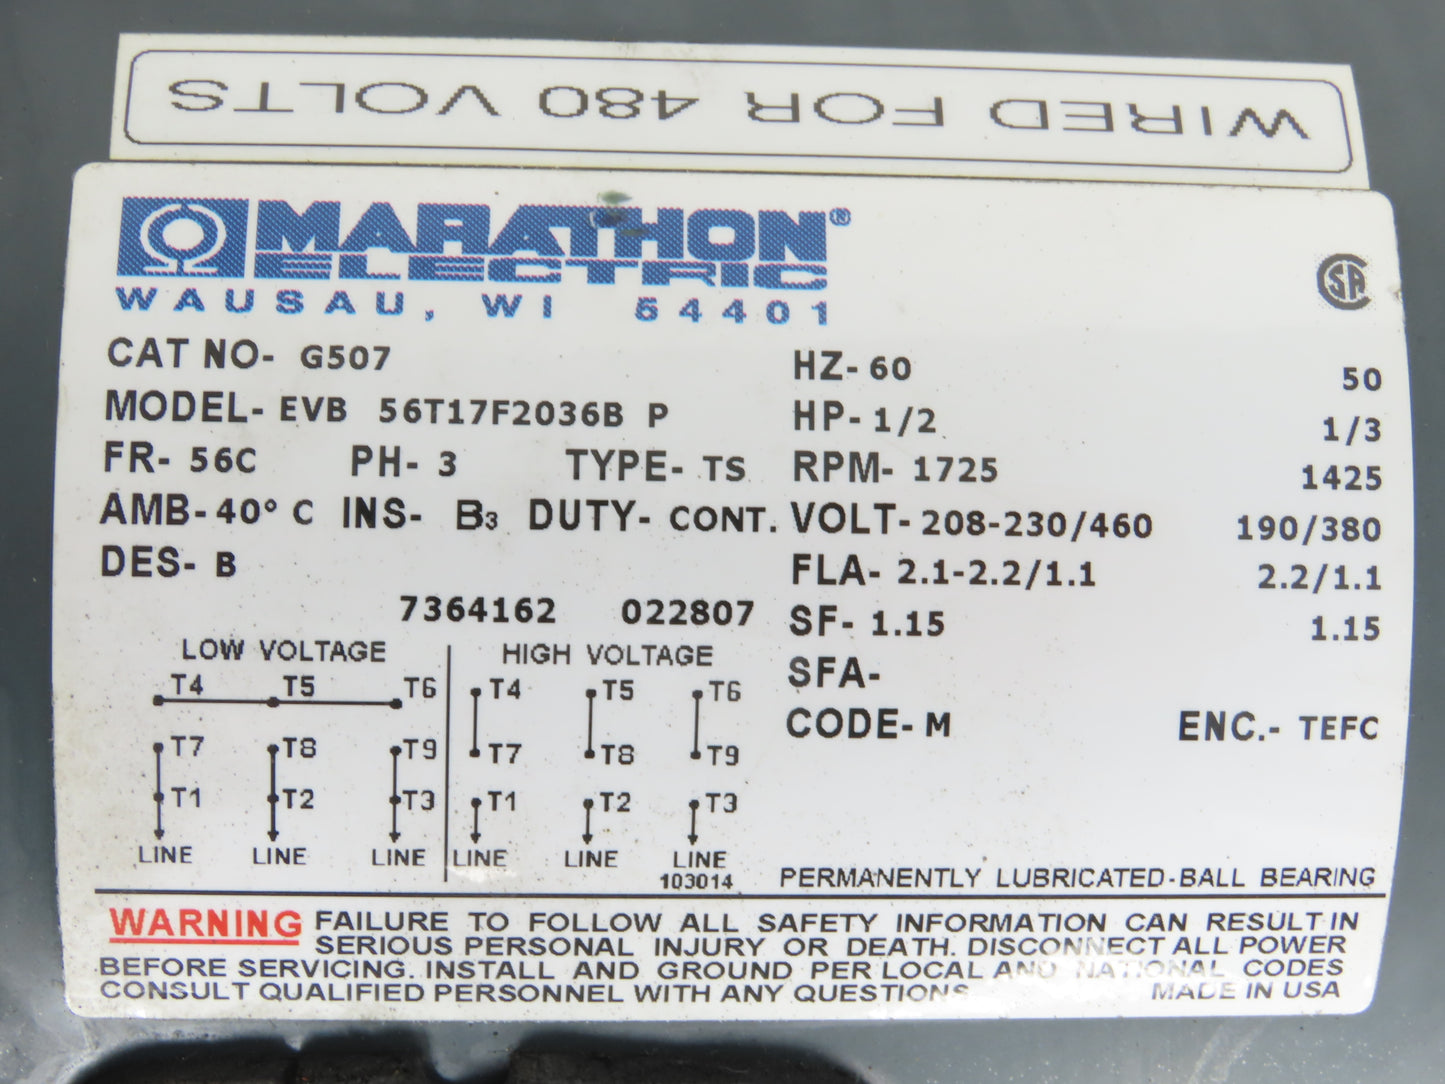 WIRED FOR 480 VOLTS
MARATHON®
ELECTRIC
WAUSAU, WI 54401
CSA
CAT NO- G507
MODEL- EVB 56T17F2036B P
FR- 56C PH- 3 TYPE- TS
AMB- 40° C INS- B3 DUTY- CONT.
DES- B
7364162 022807
HZ- 60 50
HP- 1/2 1/3
RPM- 1725 1425
VOLT- 208-230/460 190/380
FLA- 2.1-2.2/1.1 2.2/1.1
SF- 1.15 1.15
SFA-
CODE- M ENC.- TEFC
LOW VOLTAGE HIGH VOLTAGE
T4 T5 T6 T4 T5 T6
T7 T8 T9 T7 T8 T9
T1 T2 T3 T1 T2 T3
LINE LINE LINE LINE LINE LINE
103014
PERMANENTLY LUBRICATED-BALL BEARING
WARNING FAILURE TO FOLLOW ALL SAFETY INFORMATION CAN RESULT IN
SERIOUS PERSONAL INJURY OR DEATH. DISCONNECT ALL POWER
BEFORE SERVICING. INSTALL AND GROUND PER LOCAL AND NATIONAL CODES
CONSULT QUALIFIED PERSONNEL WITH ANY QUESTIONS MADE IN USA